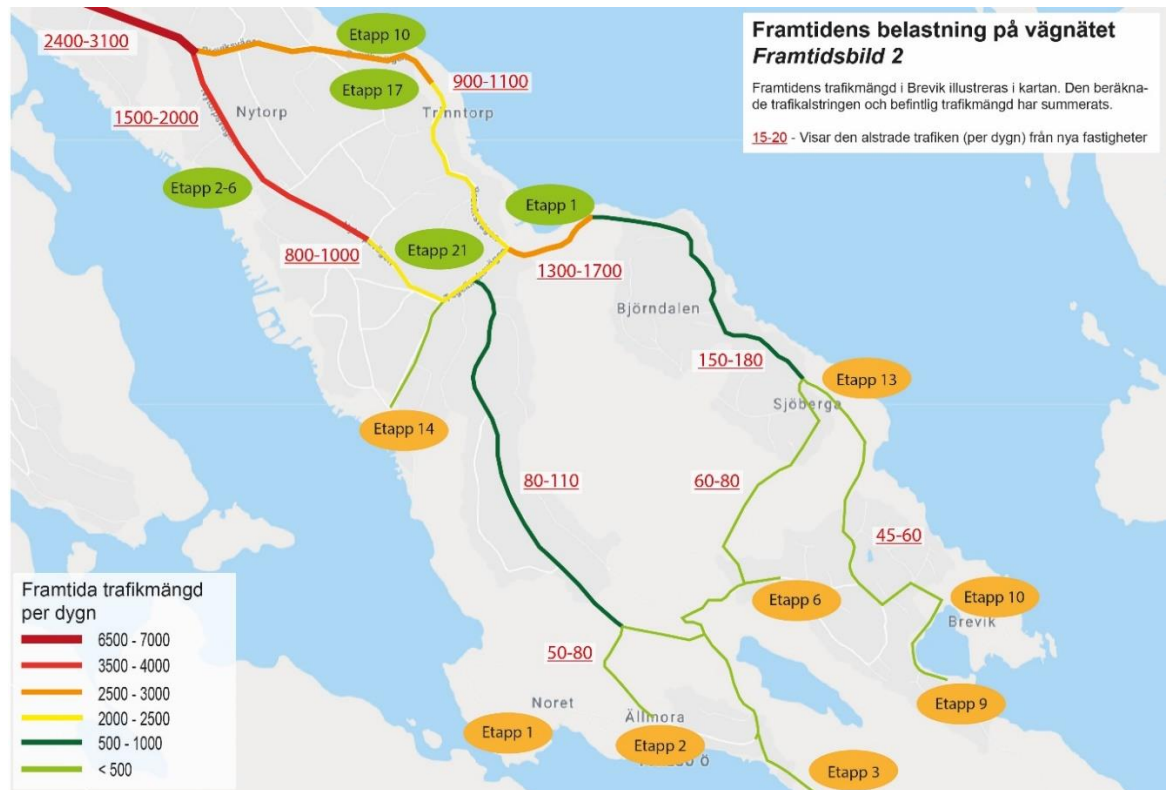 Framtidens belastning på vägnätet
Framtidsbild 2
Framtidens trafikmängd i Brevik illustreras i kartan. Den beräkna-
de trafikalstringen och befintlig trafikmängd har summerats.
15-20 - Visar den alstrade trafiken (per dygn) från nya fastigheter
2400-3100
Etapp 10
900-1100
Etapp 17
1500-2000
Nytorp
Trinntorp
Etapp 2-6
Etapp 1
Etapp 21
800-1000
1300-1700
Björndalen
150-180
Etapp 13
Sjöberga
Etapp 14
80-110
60-80
45-60
Etapp 6
Etapp 10
Brevik
50-80
Noret
Ällmora
Etapp 9
Etapp 1
Etapp 2
Etapp 3
Framtida trafikmängd
per dygn
6500 - 7000
3500 - 4000
2500 - 3000
2000 - 2500
500 - 1000
< 500